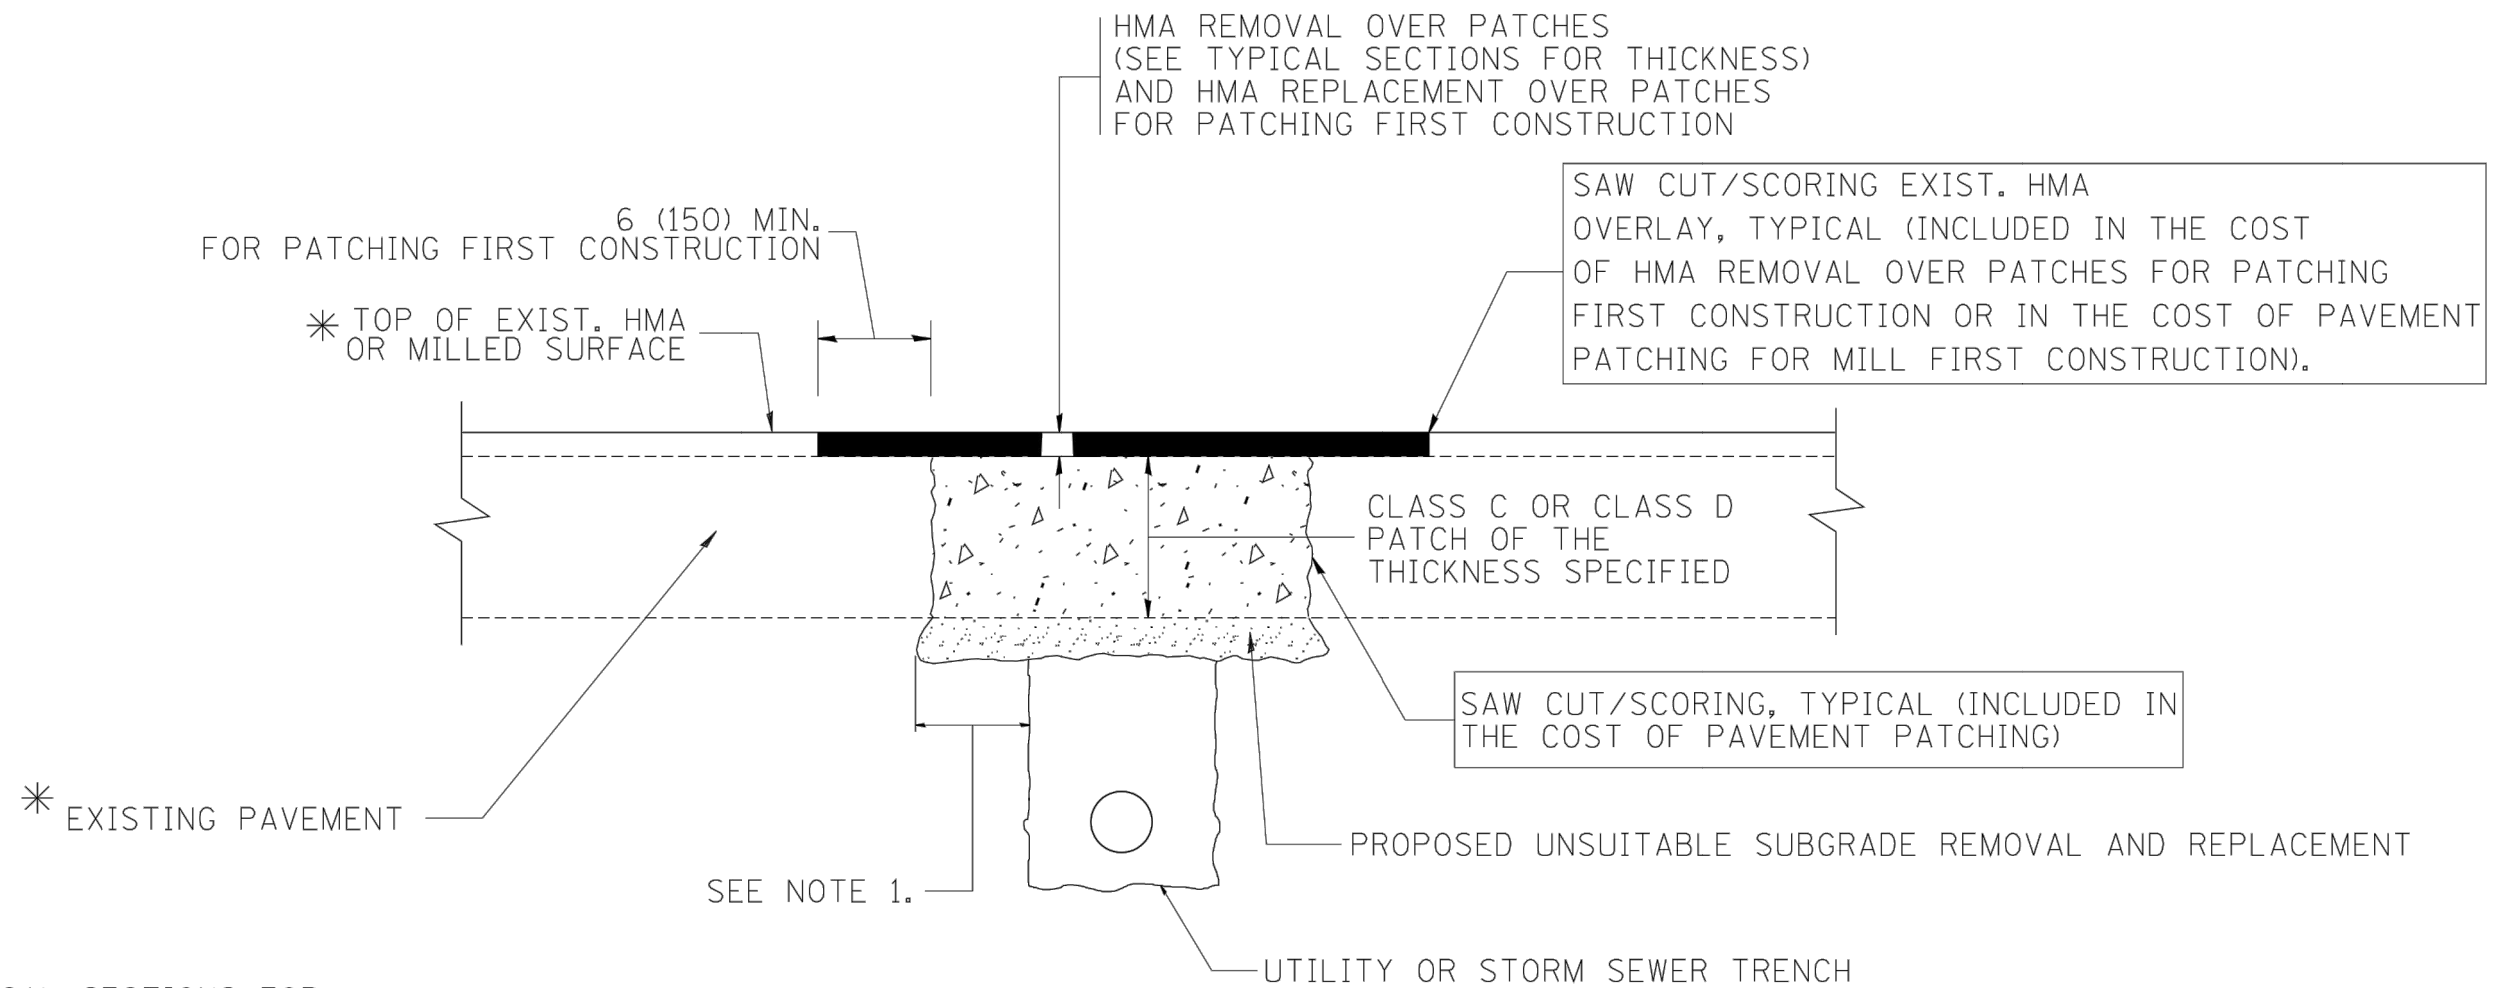 HMA REMOVAL OVER PATCHES
(SEE TYPICAL SECTIONS FOR THICKNESS)
AND HMA REPLACEMENT OVER PATCHES
FOR PATCHING FIRST CONSTRUCTION
SAW CUT/SCORING EXIST. HMA
OVERLAY, TYPICAL (INCLUDED IN THE COST
OF HMA REMOVAL OVER PATCHES FOR PATCHING
FIRST CONSTRUCTION OR IN THE COST OF PAVEMENT
PATCHING FOR MILL FIRST CONSTRUCTION).
6 (150) MIN.
FOR PATCHING FIRST CONSTRUCTION
* TOP OF EXIST. HMA
OR MILLED SURFACE
CLASS C OR CLASS D
PATCH OF THE
THICKNESS SPECIFIED
SAW CUT/SCORING, TYPICAL (INCLUDED IN
THE COST OF PAVEMENT PATCHING)
* EXISTING PAVEMENT
PROPOSED UNSUITABLE SUBGRADE REMOVAL AND REPLACEMENT
SEE NOTE 1.
UTILITY OR STORM SEWER TRENCH